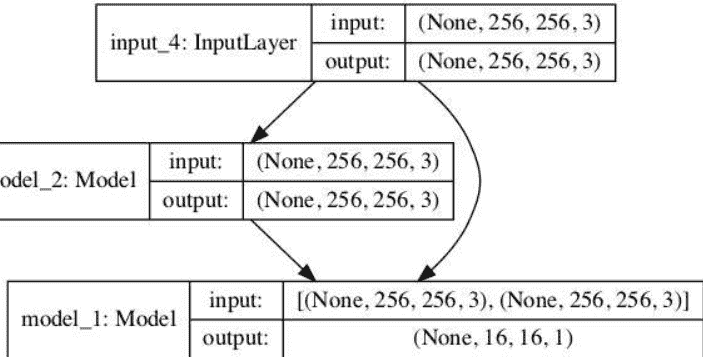 input_4: InputLayer input: (None, 256, 256, 3)
output: (None, 256, 256, 3)
odel_2: Model input: (None, 256, 256, 3)
output: (None, 256, 256, 3)
model_1: Model input: [(None, 256, 256, 3), (None, 256, 256, 3)]
output: (None, 16, 16, 1)